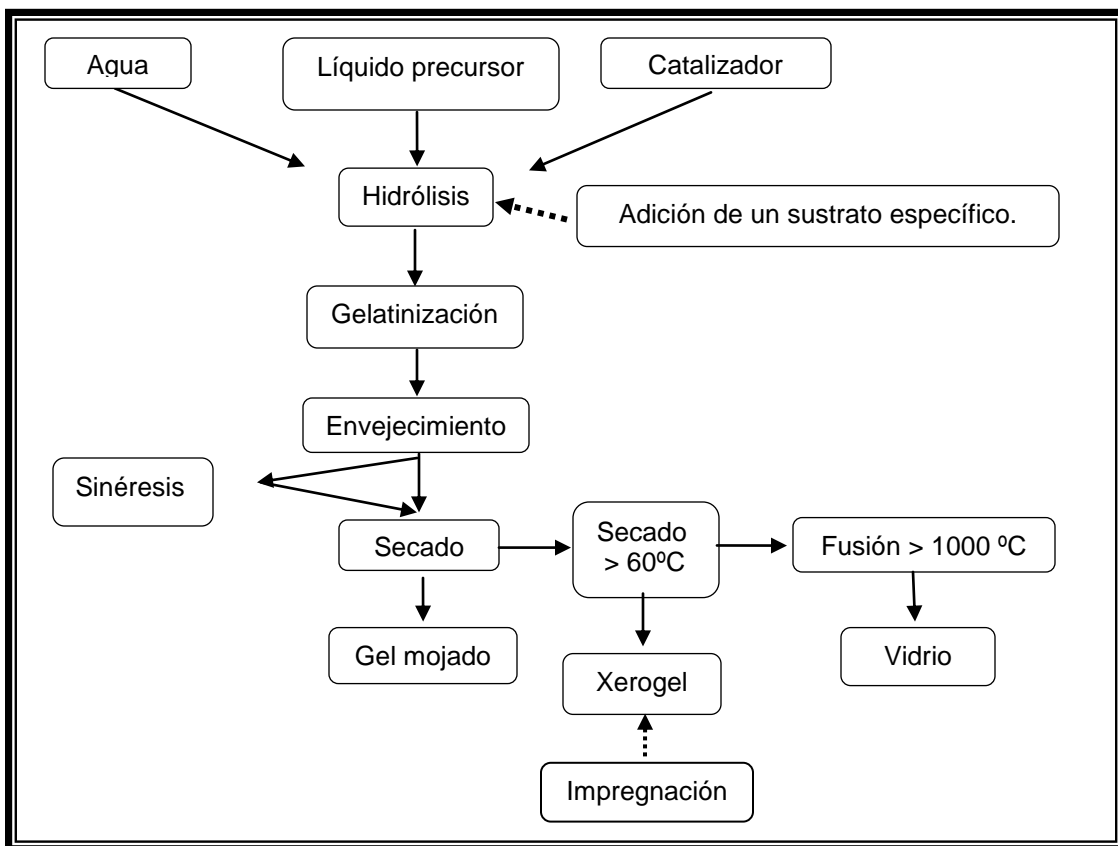 Agua
Líquido precursor
Catalizador
Hidrólisis
Adición de un sustrato específico.
Gelatinización
Envejecimiento
Sinéresis
Secado
Secado
> 60ºC
Fusión > 1000 ºC
Gel mojado
Xerogel
Vidrio
Impregnación